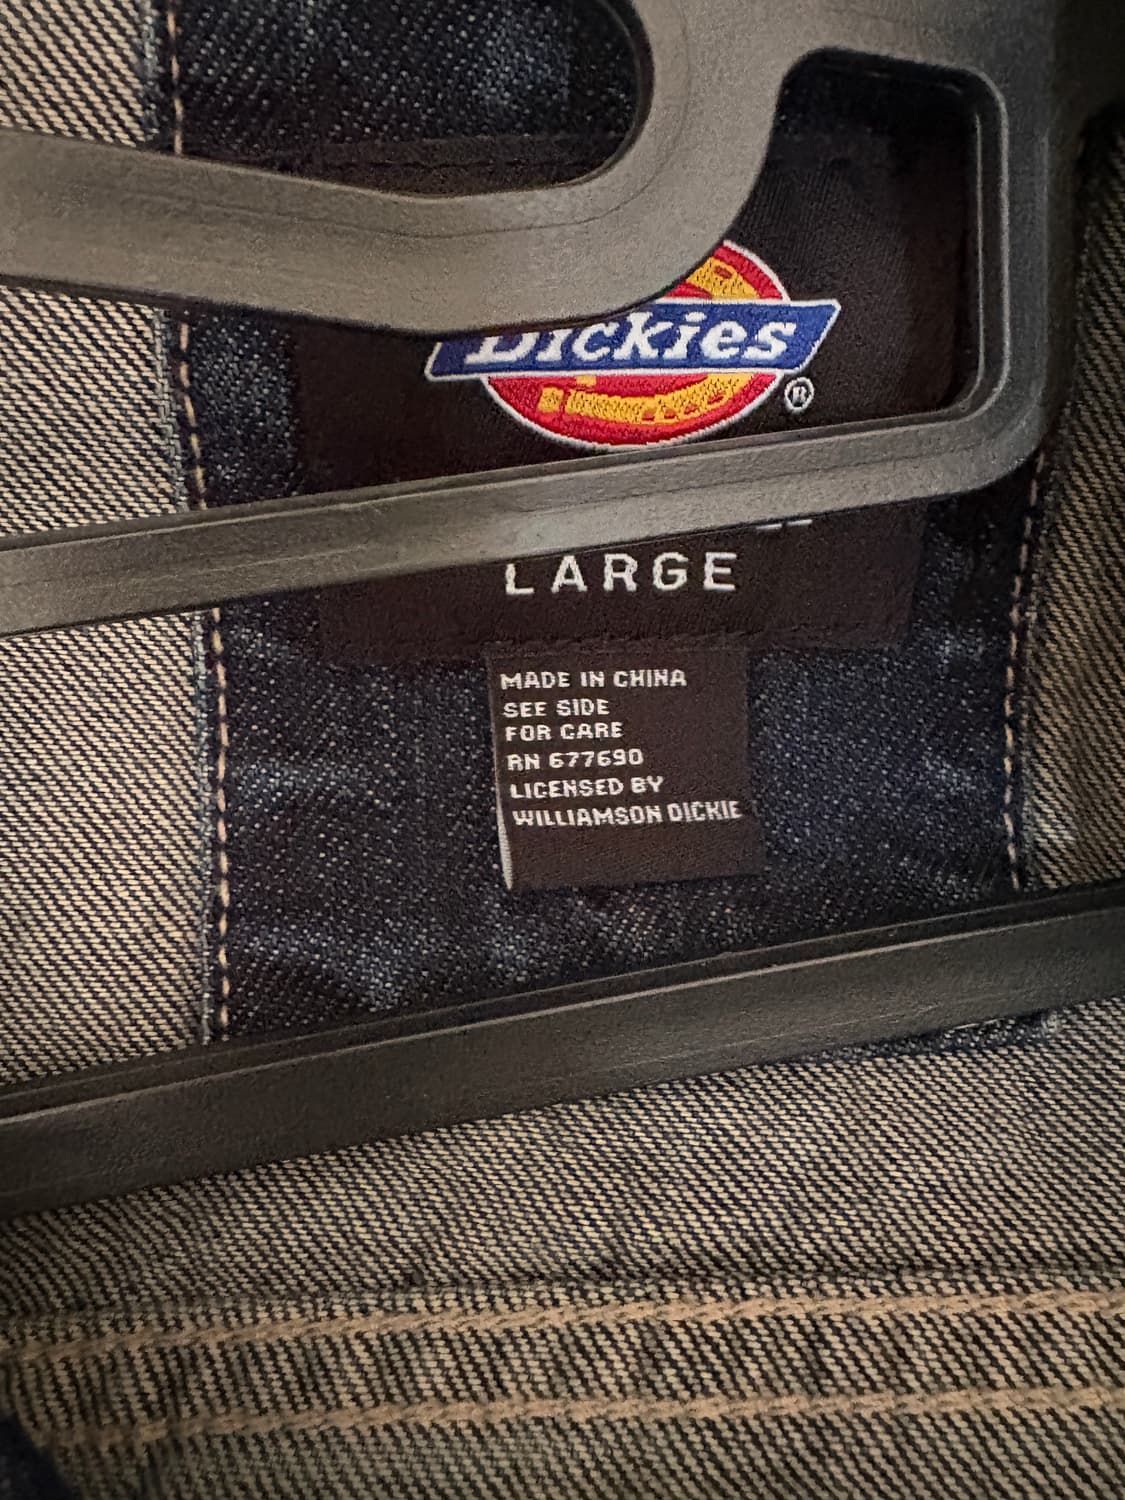 Dickies
®
LARGE
MADE IN CHINA
SEE SIDE
FOR CARE
RN 677690
LICENSED BY
WILLIAMSON DICKIE